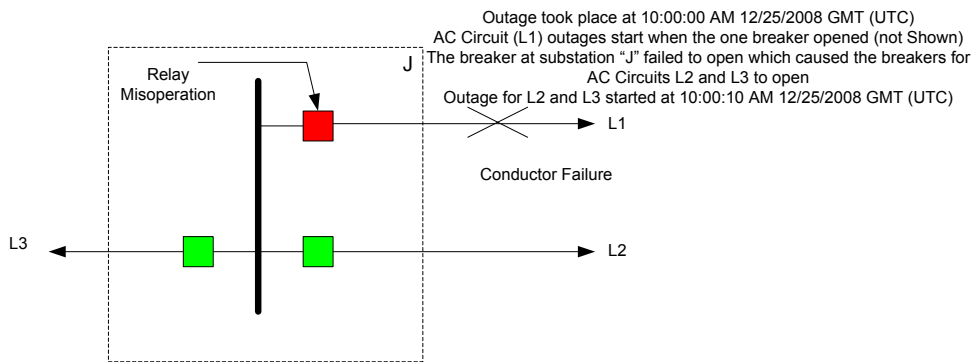 Outage took place at 10:00:00 AM 12/25/2008 GMT (UTC)
AC Circuit (L1) outages start when the one breaker opened (not Shown)
The breaker at substation “J” failed to open which caused the breakers for
AC Circuits L2 and L3 to open
Outage for L2 and L3 started at 10:00:10 AM 12/25/2008 GMT (UTC)
J
Relay
Misoperation
L1
Conductor Failure
L3
L2